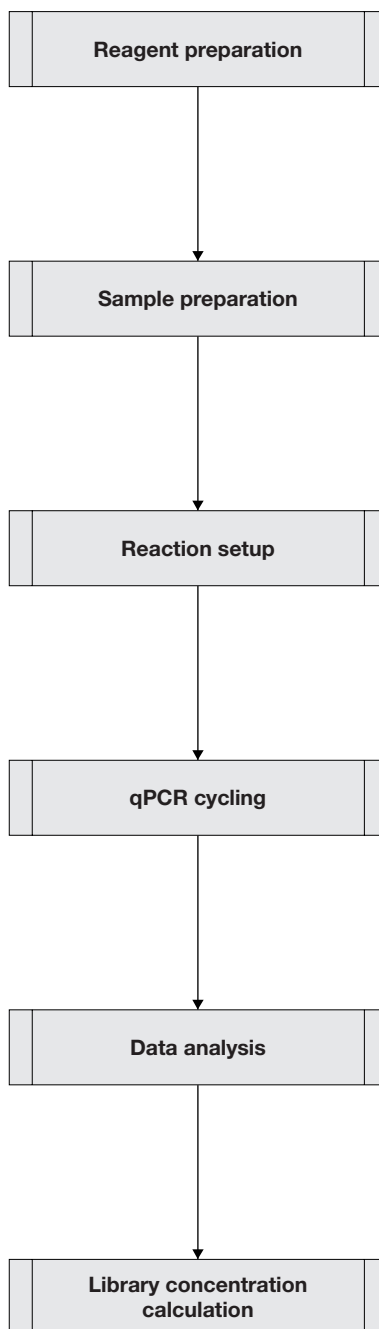 Reagent preparation
Sample preparation
Reaction setup
qPCR cycling
Data analysis
Library concentration
calculation